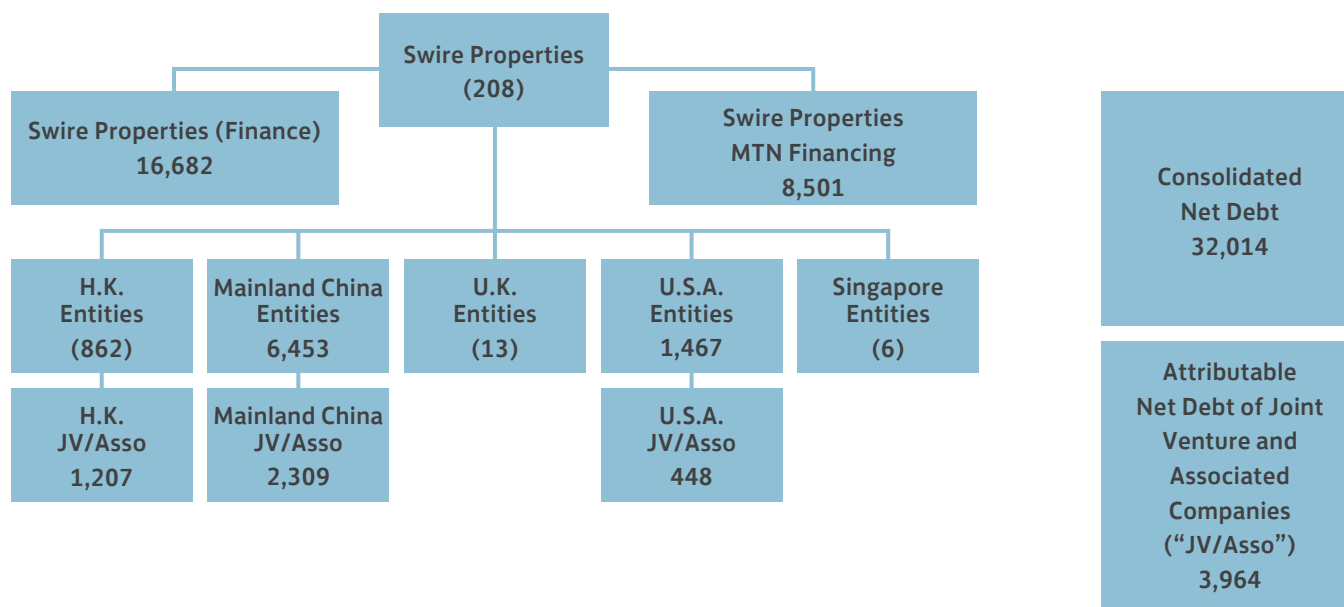 Swire Properties
(208)
Swire Properties (Finance)
16,682
Swire Properties
MTN Financing
8,501
H.K.
Entities
(862)
Mainland China
Entities
6,453
U.K.
Entities
(13)
U.S.A.
Entities
1,467
Singapore
Entities
(6)
H.K.
JV/Asso
1,207
Mainland China
JV/Asso
2,309
U.S.A.
JV/Asso
448
Consolidated
Net Debt
32,014
Attributable
Net Debt of Joint
Venture and
Associated
Companies
(“JV/Asso”)
3,964